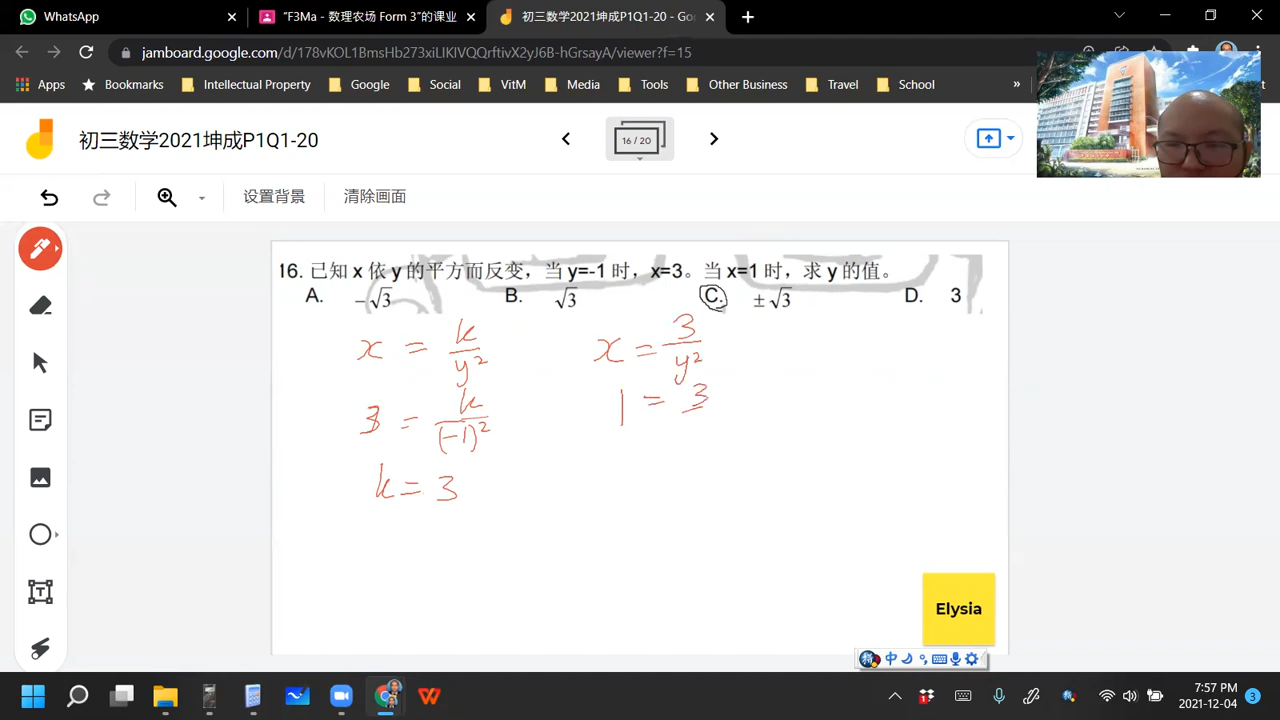 WhatsApp
"F3Ma - 数理农场 Form 3"的课业
初三数学2021坤成P1Q1-20 - Go
jamboard.google.com/d/178vKOL1BmsHb273xiLIKIVQQrftivX2yJ6B-hGrsayA/viewer?f=15
Apps
Bookmarks
Intellectual Property
Google
Social
VitM
Media
Tools
Other Business
»
Travel
School
初三数学2021坤成P1Q1-20
16 / 20
设置背景
清除画面
16. 已知 x 依 y 的平方而反变，当 y=-1 时，x=3。当 x=1 时，求 y 的值。
A. -√3 B. √3 C. ±√3 D. 3
x = k/y²
3 = k/(-1)²
k = 3
x = 3/y²
1 = 3
Elysia
中
7:57 PM
2021-12-04
3